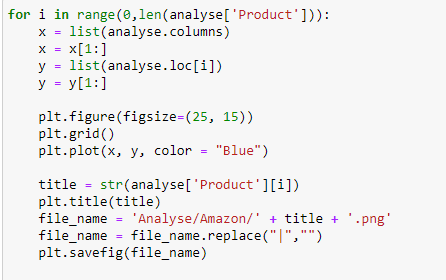 for i in range(0,len(analyse['Product'])):
    x = list(analyse.columns)
    x = x[1:]
    y = list(analyse.loc[i])
    y = y[1:]
    plt.figure(figsize=(25, 15))
    plt.grid()
    plt.plot(x, y, color = "Blue")
    title = str(analyse['Product'][i])
    plt.title(title)
    file_name = 'Analyse/Amazon/' + title + '.png'
    file_name = file_name.replace("|","")
    plt.savefig(file_name)